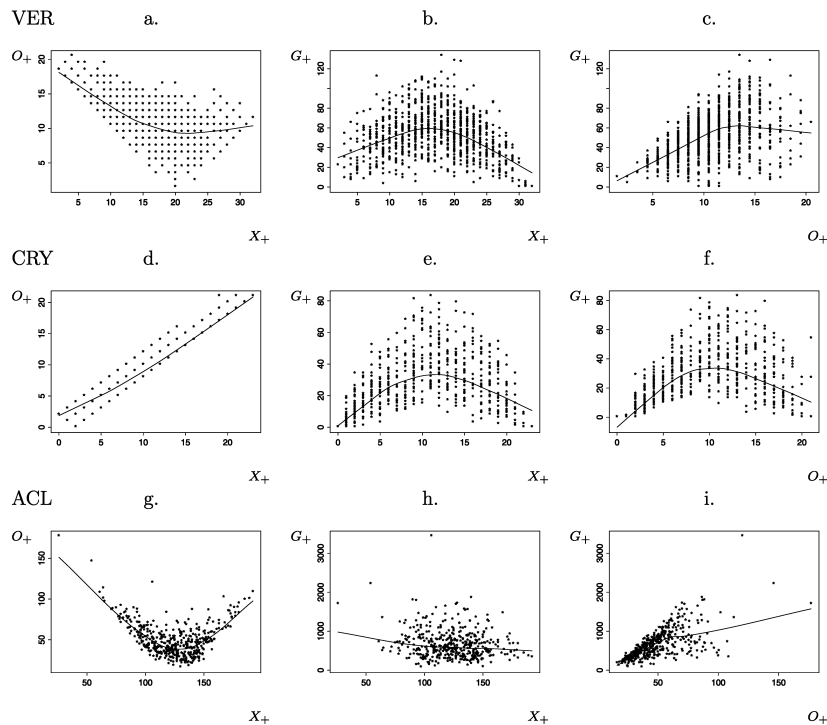 VER a. b. c.
O+ G+ G+
20 15 10 5
120 60 40 20 0
120 80 60 40 20 0
5 10 15 20 25 30
5 10 15 20 25 30
5 10 15 20
X+ X+ O+
CRY d. e. f.
O+ G+ G+
20 15 10 5 0
80 60 40 20 0
80 60 40 20 0
0 5 10 15 20
0 5 10 15 20
0 5 10 15 20
X+ X+ O+
ACL g. h. i.
O+ G+ G+
150 100 50
3000 2000 1000 0
3000 2000 1000 0
50 100 150
50 100 150
50 100 150
X+ X+ O+